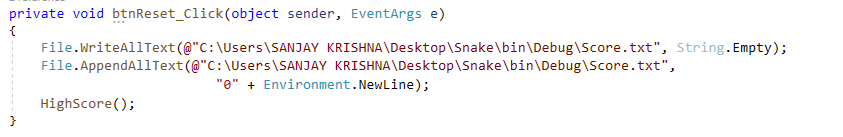 private void btnReset_Click(object sender, EventArgs e)
{
File.WriteAllText(@"C:\Users\SANJAY KRISHNA\Desktop\Snake\bin\Debug\Score.txt", String.Empty);
File.AppendAllText(@"C:\Users\SANJAY KRISHNA\Desktop\Snake\bin\Debug\Score.txt",
"0" + Environment.NewLine);
HighScore();
}